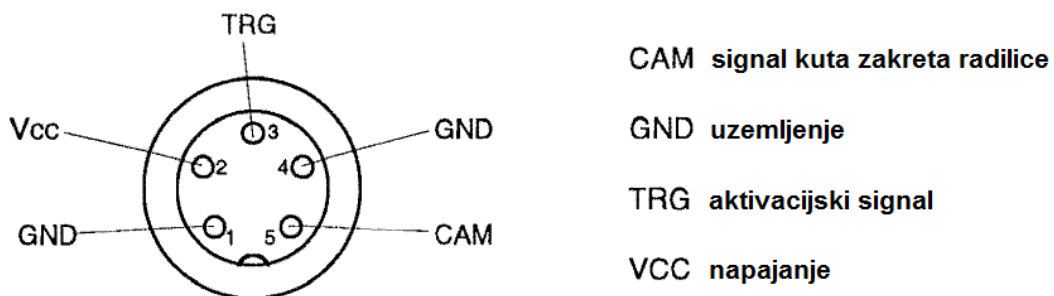 TRG
Vcc
GND
3
2
4
1
5
GND
CAM
CAM signal kuta zakreta radilice
GND uzemljenje
TRG aktivacijski signal
VCC napajanje